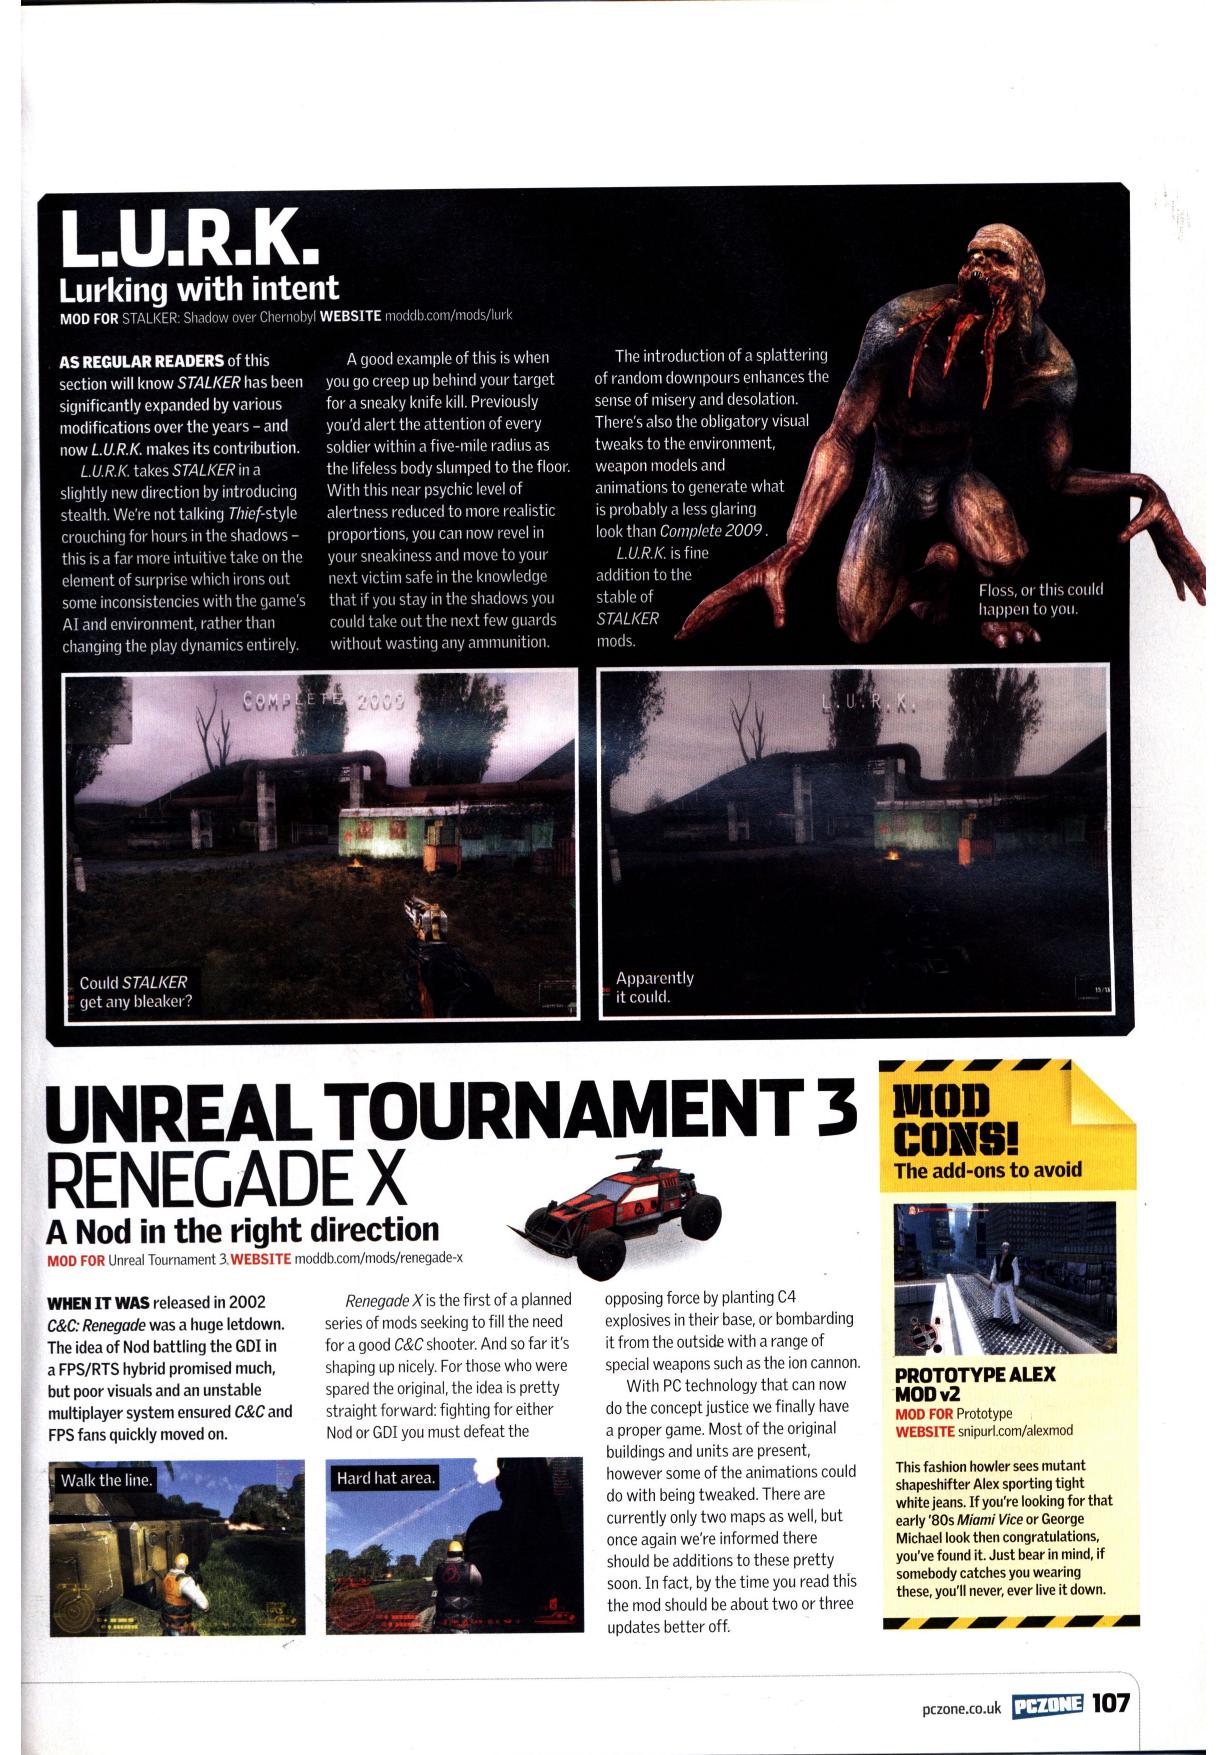 L.U.R.K.
Lurking with intent
MOD FOR STALKER: Shadow over Chernobyl WEBSITE moddb.com/mods/lurk
AS REGULAR READERS of this
section will know STALKER has been
significantly expanded by various
modifications over the years – and
now L.U.R.K. makes its contribution.
L.U.R.K. takes STALKER in a
slightly new direction by introducing
stealth. We're not talking Thief-style
crouching for hours in the shadows –
this is a far more intuitive take on the
element of surprise which irons out
some inconsistencies with the game's
AI and environment, rather than
changing the play dynamics entirely.
A good example of this is when
you go creep up behind your target
for a sneaky knife kill. Previously
you'd alert the attention of every
soldier within a five-mile radius as
the lifeless body slumped to the floor.
With this near psychic level of
alertness reduced to more realistic
proportions, you can now revel in
your sneakiness and move to your
next victim safe in the knowledge
that if you stay in the shadows you
could take out the next few guards
without wasting any ammunition.
The introduction of a splattering
of random downpours enhances the
sense of misery and desolation.
There's also the obligatory visual
tweaks to the environment,
weapon models and
animations to generate what
is probably a less glaring
look than Complete 2009.
L.U.R.K. is fine
addition to the
stable of
STALKER
mods.
Floss, or this could
happen to you.
COMPLETE 2009
Could STALKER
get any bleaker?
L.U.R.K.
Apparently
it could.
UNREAL TOURNAMENT 3
RENEGADE X
A Nod in the right direction
MOD FOR Unreal Tournament 3 WEBSITE moddb.com/mods/renegade-x
WHEN IT WAS released in 2002
C&C: Renegade was a huge letdown.
The idea of Nod battling the GDI in
a FPS/RTS hybrid promised much,
but poor visuals and an unstable
multiplayer system ensured C&C and
FPS fans quickly moved on.
Renegade X is the first of a planned
series of mods seeking to fill the need
for a good C&C shooter. And so far it's
shaping up nicely. For those who were
spared the original, the idea is pretty
straight forward: fighting for either
Nod or GDI you must defeat the
opposing force by planting C4
explosives in their base, or bombarding
it from the outside with a range of
special weapons such as the ion cannon.
With PC technology that can now
do the concept justice we finally have
a proper game. Most of the original
buildings and units are present,
however some of the animations could
do with being tweaked. There are
currently only two maps as well, but
once again we're informed there
should be additions to these pretty
soon. In fact, by the time you read this
the mod should be about two or three
updates better off.
Walk the line.
Hard hat area.
MOD
CONS!
The add-ons to avoid
PROTOTYPE ALEX
MOD v2
MOD FOR Prototype
WEBSITE snipurl.com/alexmod
This fashion howler sees mutant
shapeshifter Alex sporting tight
white jeans. If you're looking for that
early '80s Miami Vice or George
Michael look then congratulations,
you've found it. Just bear in mind, if
somebody catches you wearing
these, you'll never, ever live it down.
pczone.co.uk PCZONE 107